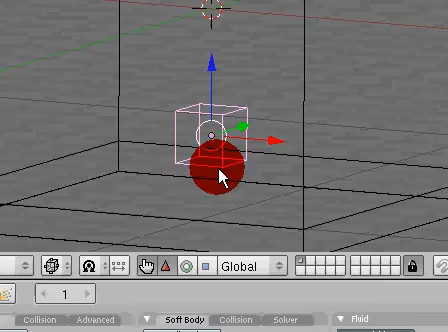 Global
1
Collision
Advanced
Soft Body
Collision
Solver
Fluid